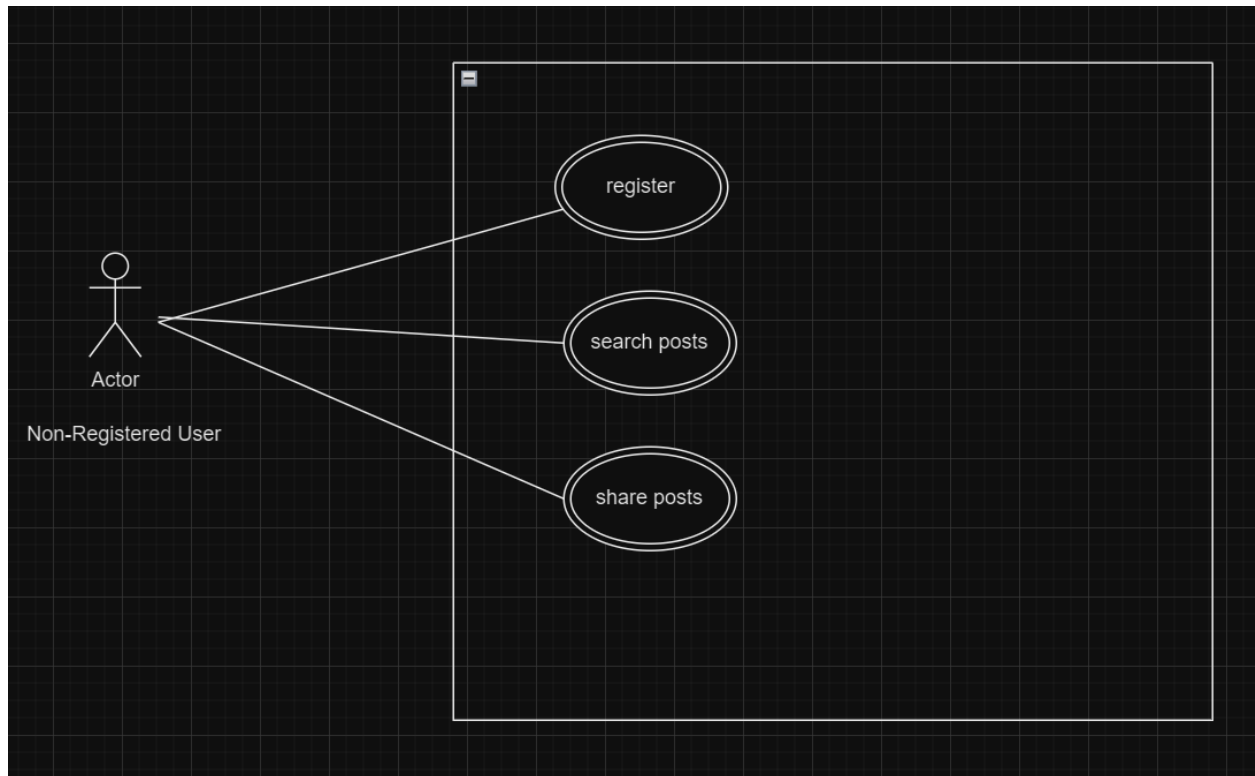 register
search posts
Actor
Non-Registered User
share posts